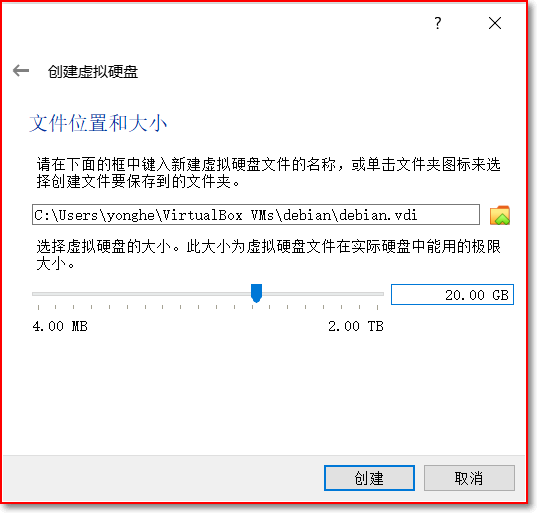 ?
创建虚拟硬盘
文件位置和大小
请在下面的框中键入新建虚拟硬盘文件的名称，或单击文件夹图标来选
择创建文件要保存到的文件夹。
C:\Users\yonghe\VirtualBox VMs\debian\debian.vdi
选择虚拟硬盘的大小。此大小为虚拟硬盘文件在实际硬盘中能用的极限
大小。
20.00 GB
4.00 MB 2.00 TB
创建 取消